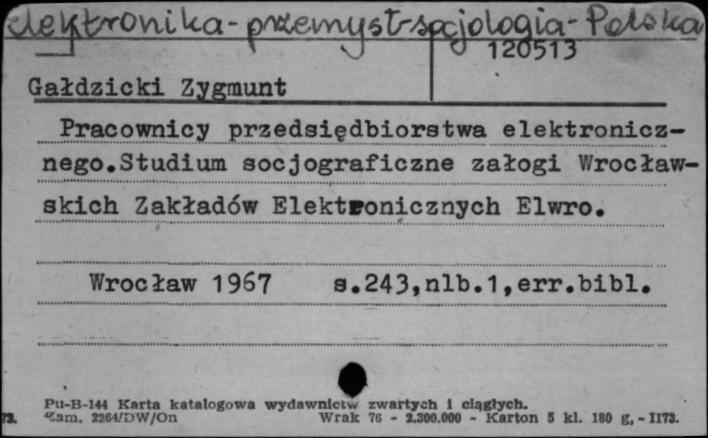 elektronika-przemysł-socjologia-Polska
120513
Gałdzicki Zygmunt
Pracownicy przedsiębiorstwa elektronicz-
nego.Studium socjograficzne załogi Wrocław-
skich Zakładów Elektronicznych Elwro.
Wrocław 1967 s.243,nlb.1,err.bibl.
Pu-B-144 Karta katalogowa wydawnictw zwartych i ciągłych.
Zam. 2264/DW/On Wrak 76 - 2.300.000 - Karton 5 kl. 180 g, - II73.